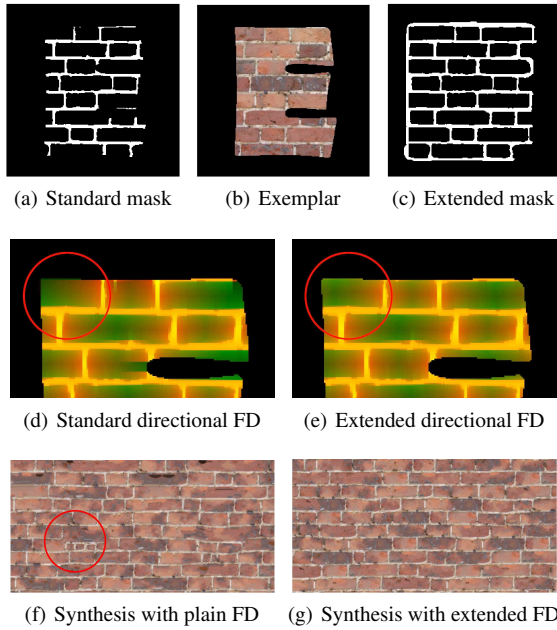 (a) Standard mask
(b) Exemplar
(c) Extended mask
(d) Standard directional FD
(e) Extended directional FD
(f) Synthesis with plain FD
(g) Synthesis with extended FD